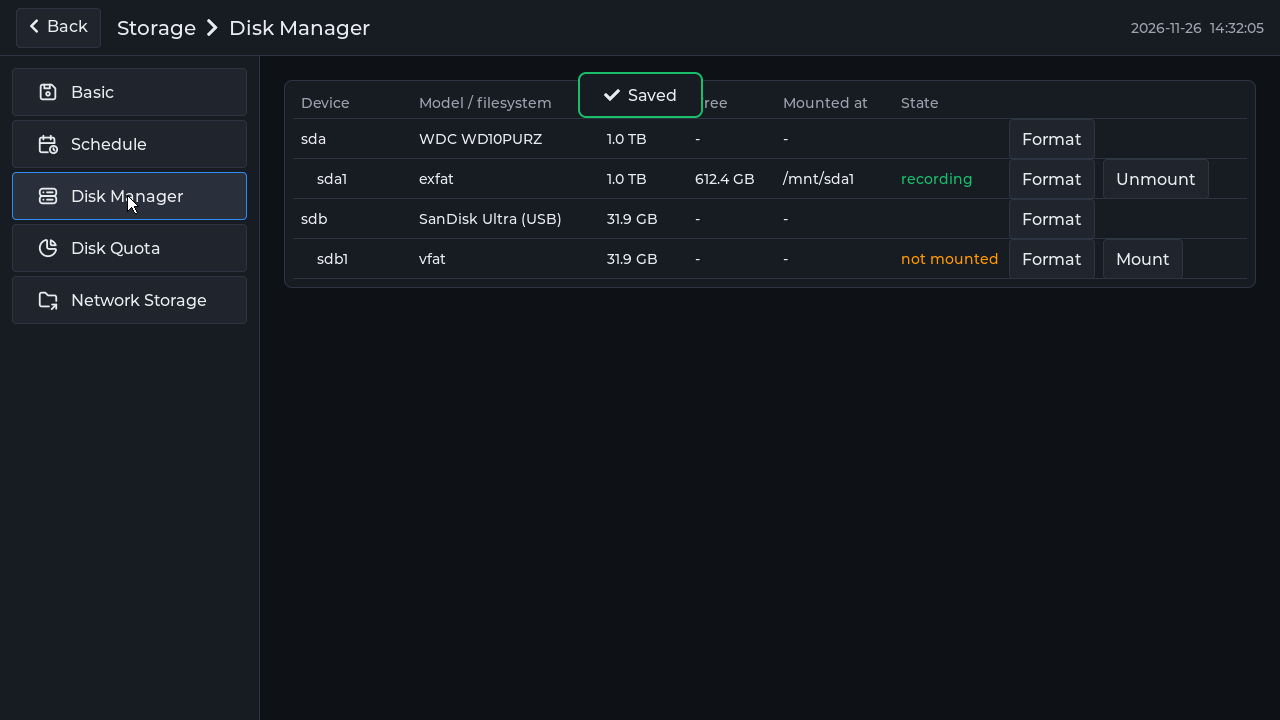 Back
Storage > Disk Manager
2026-11-26 14:32:05
Basic
Schedule
Disk Manager
Disk Quota
Network Storage
Saved
Device Model / filesystem Mounted at State
sda WDC WD10PURZ 1.0 TB - - Format
sda1 exfat 1.0 TB 612.4 GB /mnt/sda1 recording Format Unmount
sdb SanDisk Ultra (USB) 31.9 GB - - Format
sdb1 vfat 31.9 GB - - not mounted Format Mount